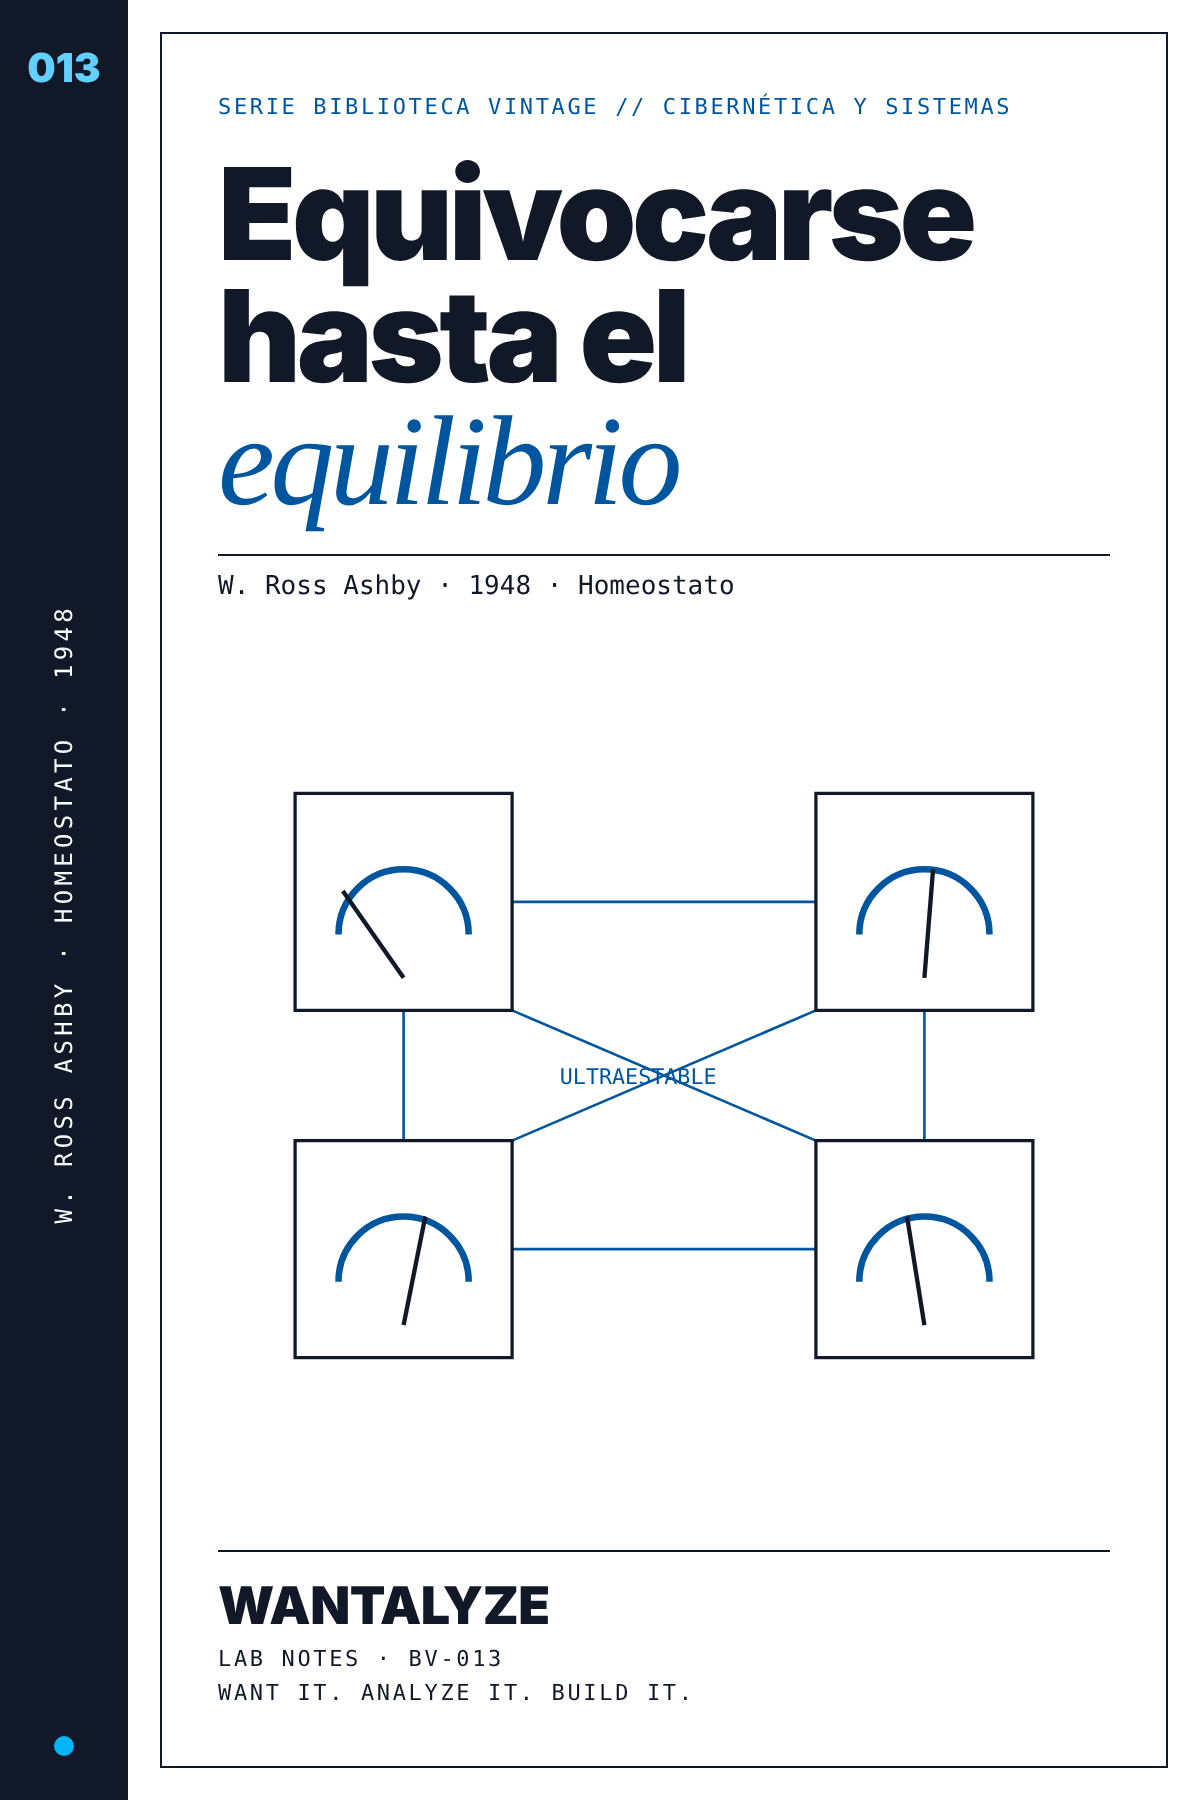 013
W. ROSS ASHBY · HOMEOSTATO · 1948
SERIE BIBLIOTECA VINTAGE // CIBERNÉTICA Y SISTEMAS
Equivocarse
hasta el
equilibrio
W. Ross Ashby · 1948 · Homeostato
ULTRAESTABLE
WANTALYZE
LAB NOTES · BV-013
WANT IT. ANALYZE IT. BUILD IT.